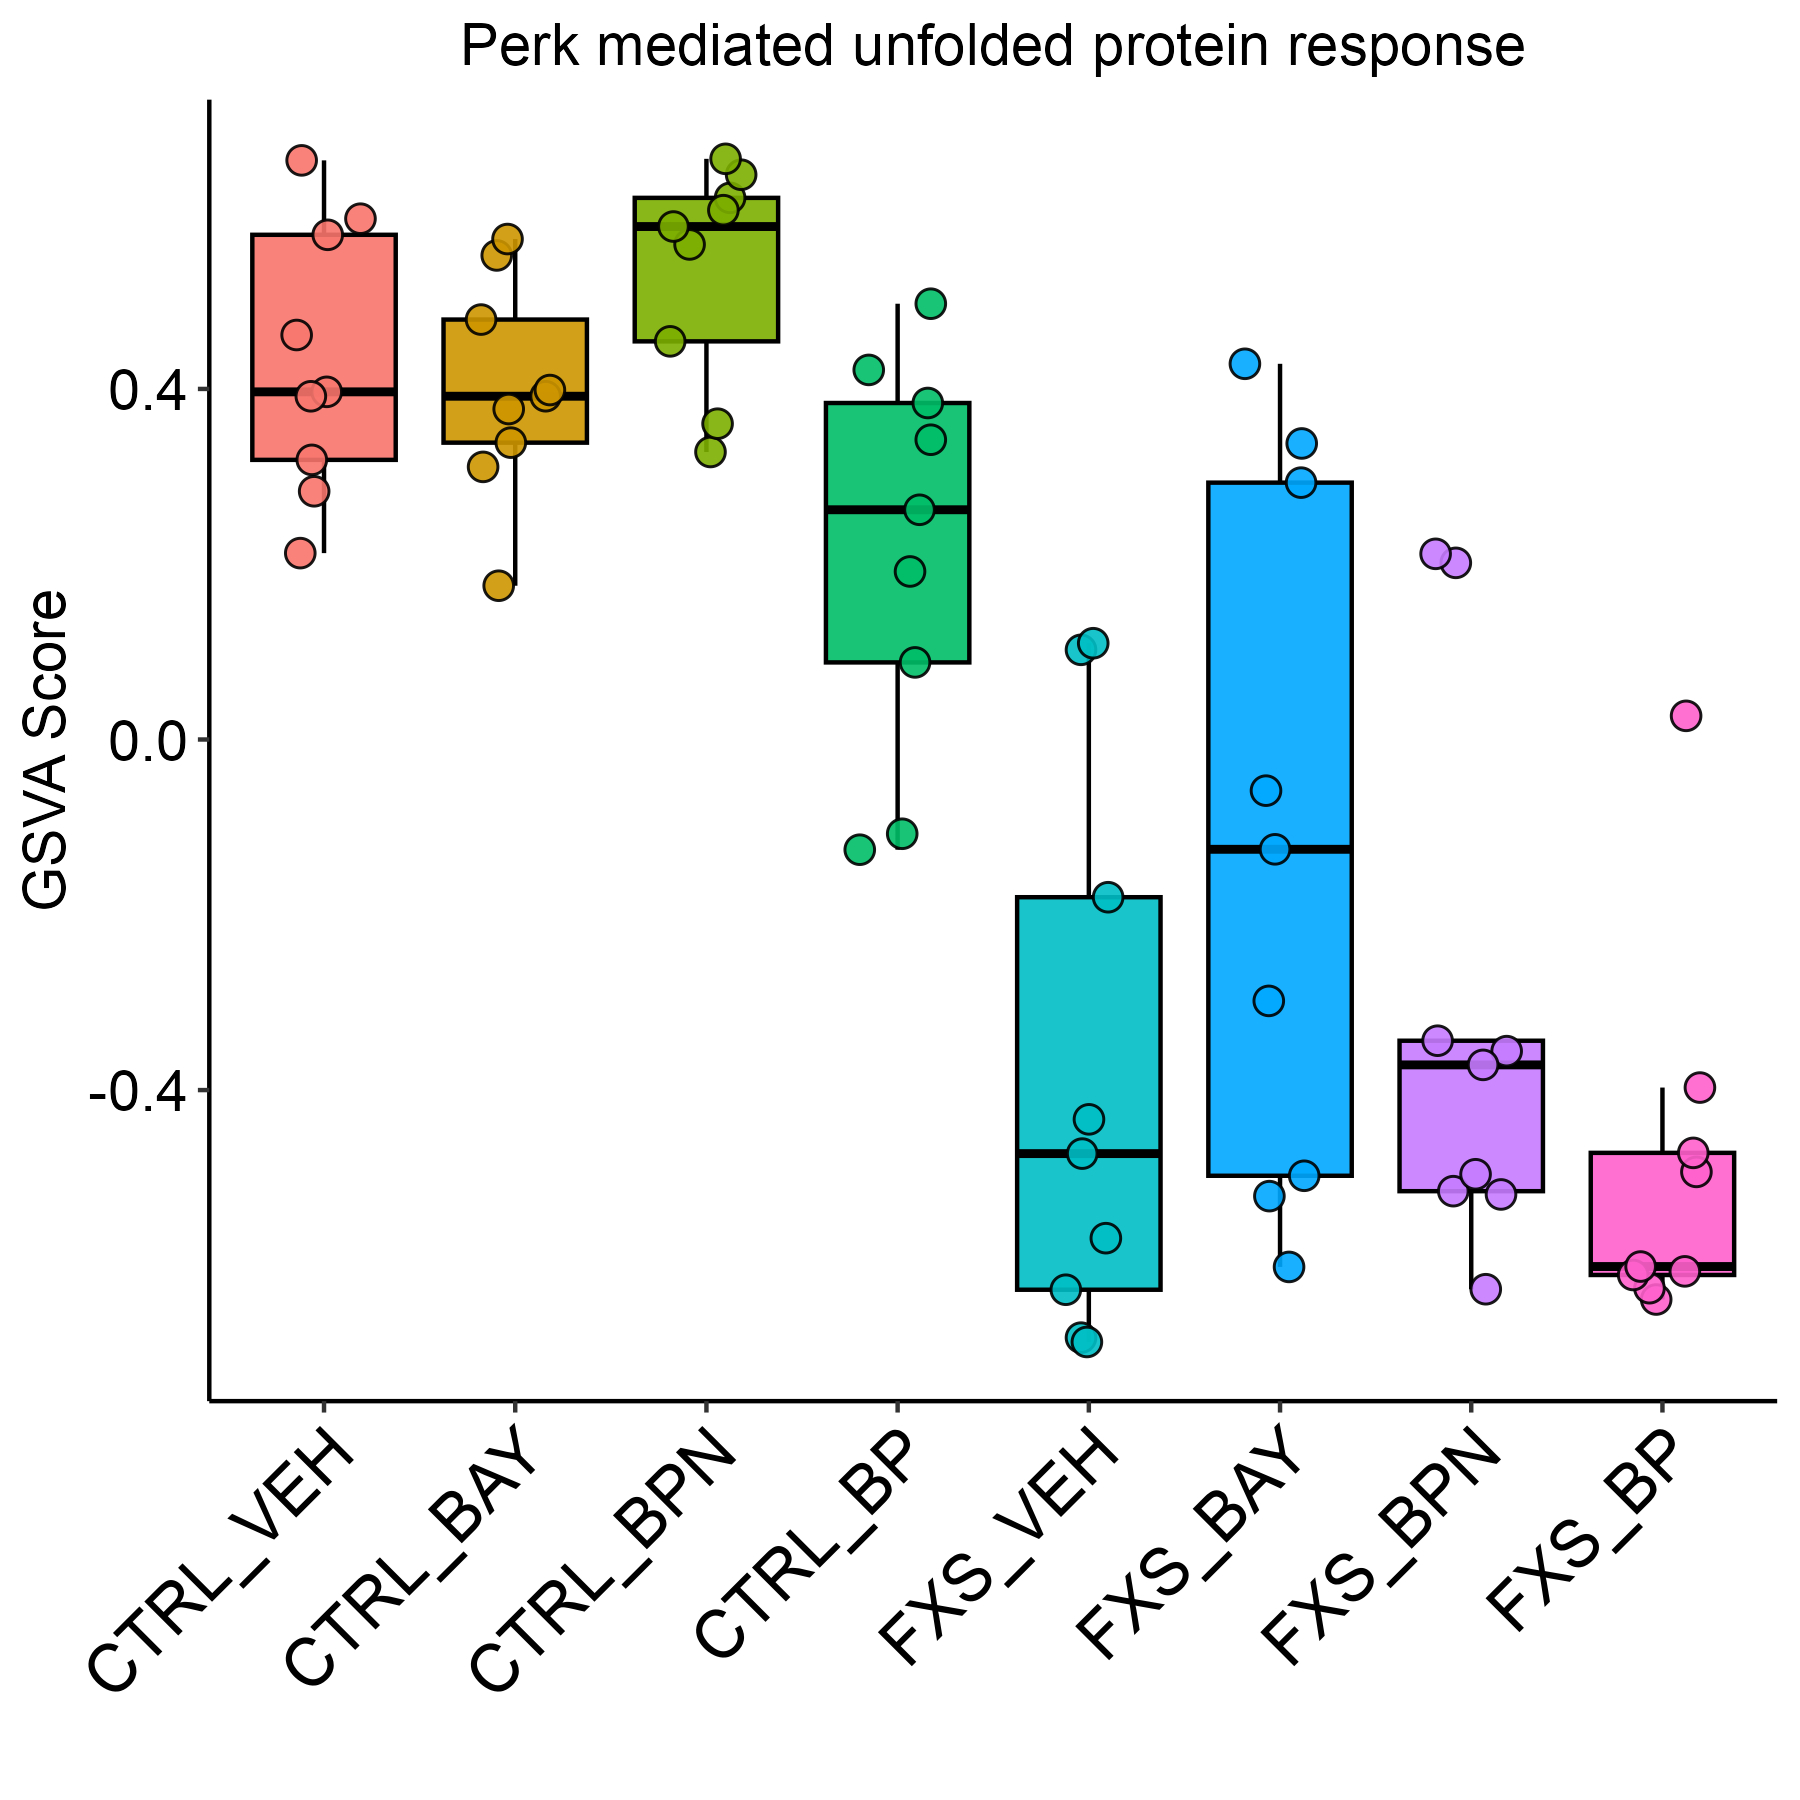 Perk mediated unfolded protein response
GSVA Score
0.4
0.0
-0.4
CTRL_VEH
CTRL_BAY
CTRL_BPN
CTRL_BP
FXS_VEH
FXS_BAY
FXS_BPN
FXS_BP